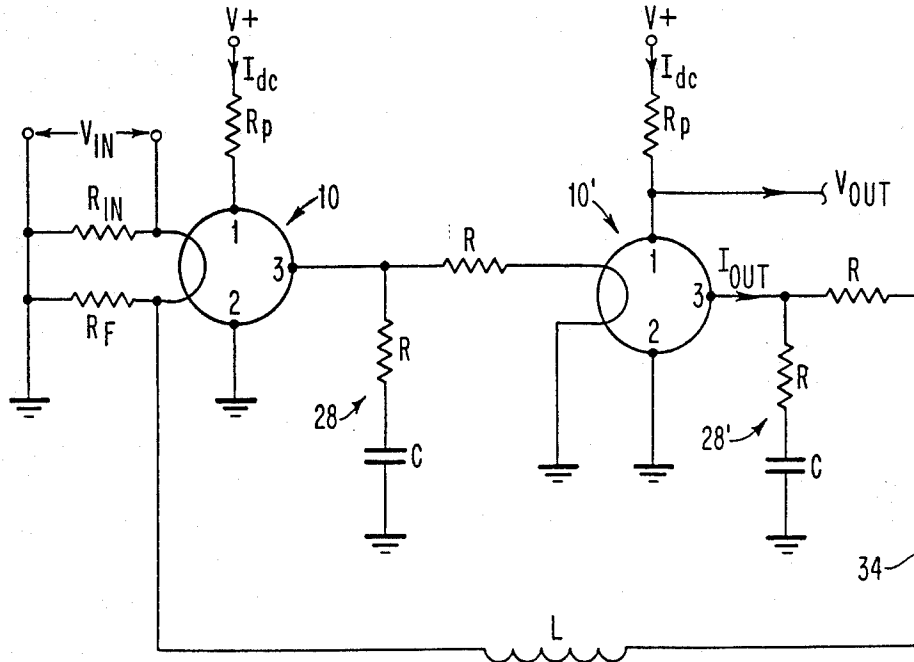 V+
V+
I_dc
I_dc
R_p
R_p
V_IN
R_IN
10
10'
V_OUT
1
1
R
I_OUT
R
3
3
R_F
2
2
R
R
28
28'
C
C
34
L